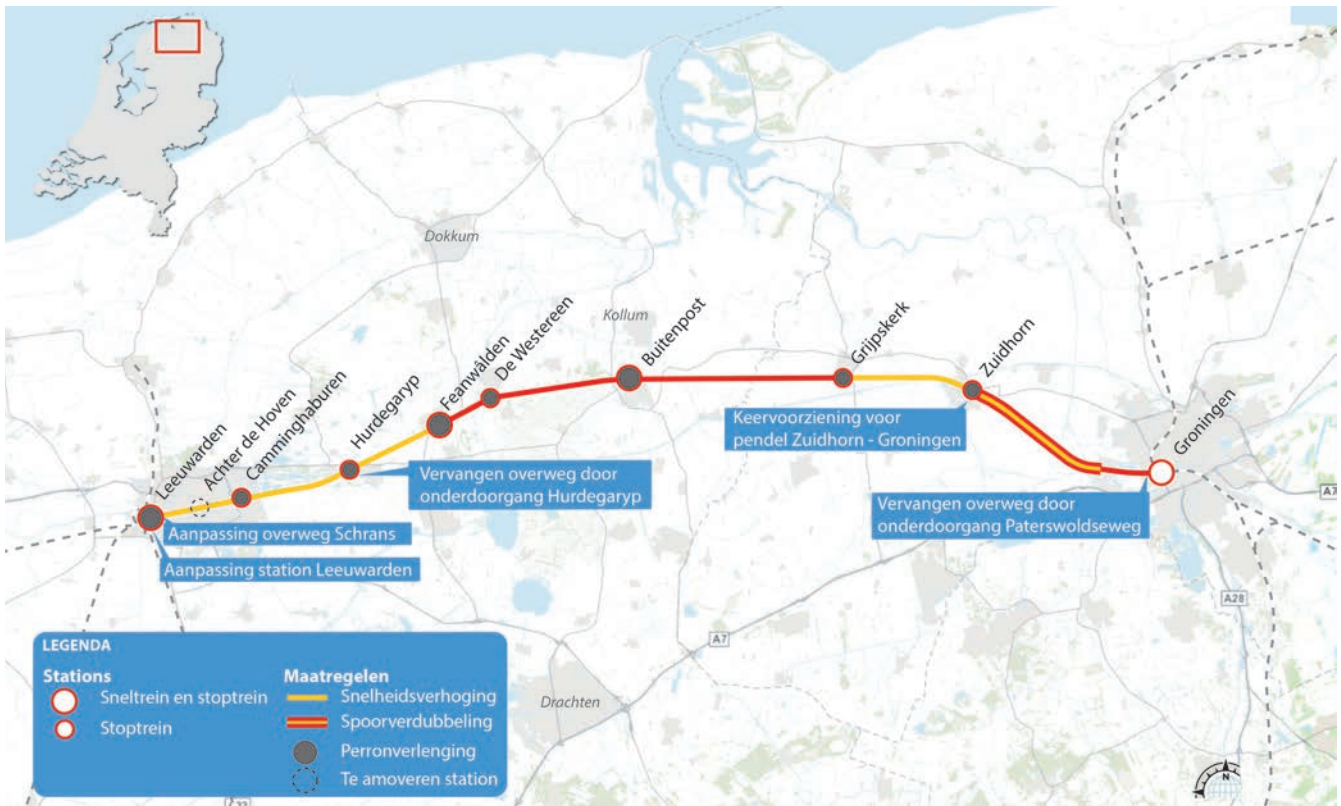 Dokkum
Kollum
Leeuwarden
Achter de Hoven
Camminghaburen
Hurdegaryp
Feanwâlden
De Westereen
Buitenpost
Grijpskerk
Zuidhorn
Groningen
Keervoorziening voor
pendel Zuidhorn - Groningen
Vervangen overweg door
onderdoorgang Hurdegaryp
Vervangen overweg door
onderdoorgang Paterswoldseweg
Aanpassing overweg Schrans
Aanpassing station Leeuwarden
A7
A28
A7
Drachten
LEGENDA
Stations
Sneltrein en stoptrein
Stoptrein
Maatregelen
Snelheidsverhoging
Spoorverdubbeling
Perronverlenging
Te amoveren station
N